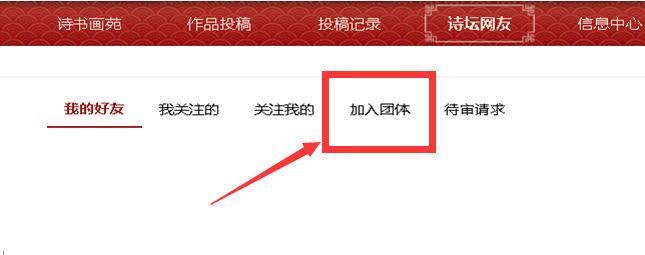 诗书画苑 作品投稿 投稿记录 诗坛网友 信息中心
我的好友 我关注的 关注我的 加入团体 待审请求